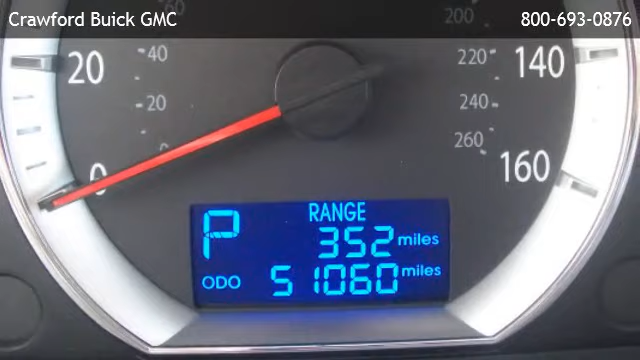 Crawford Buick GMC 800-693-0876
200
40 220 140
20
20 240
260
0 0 160
P RANGE
352 miles
ODO 51060 miles